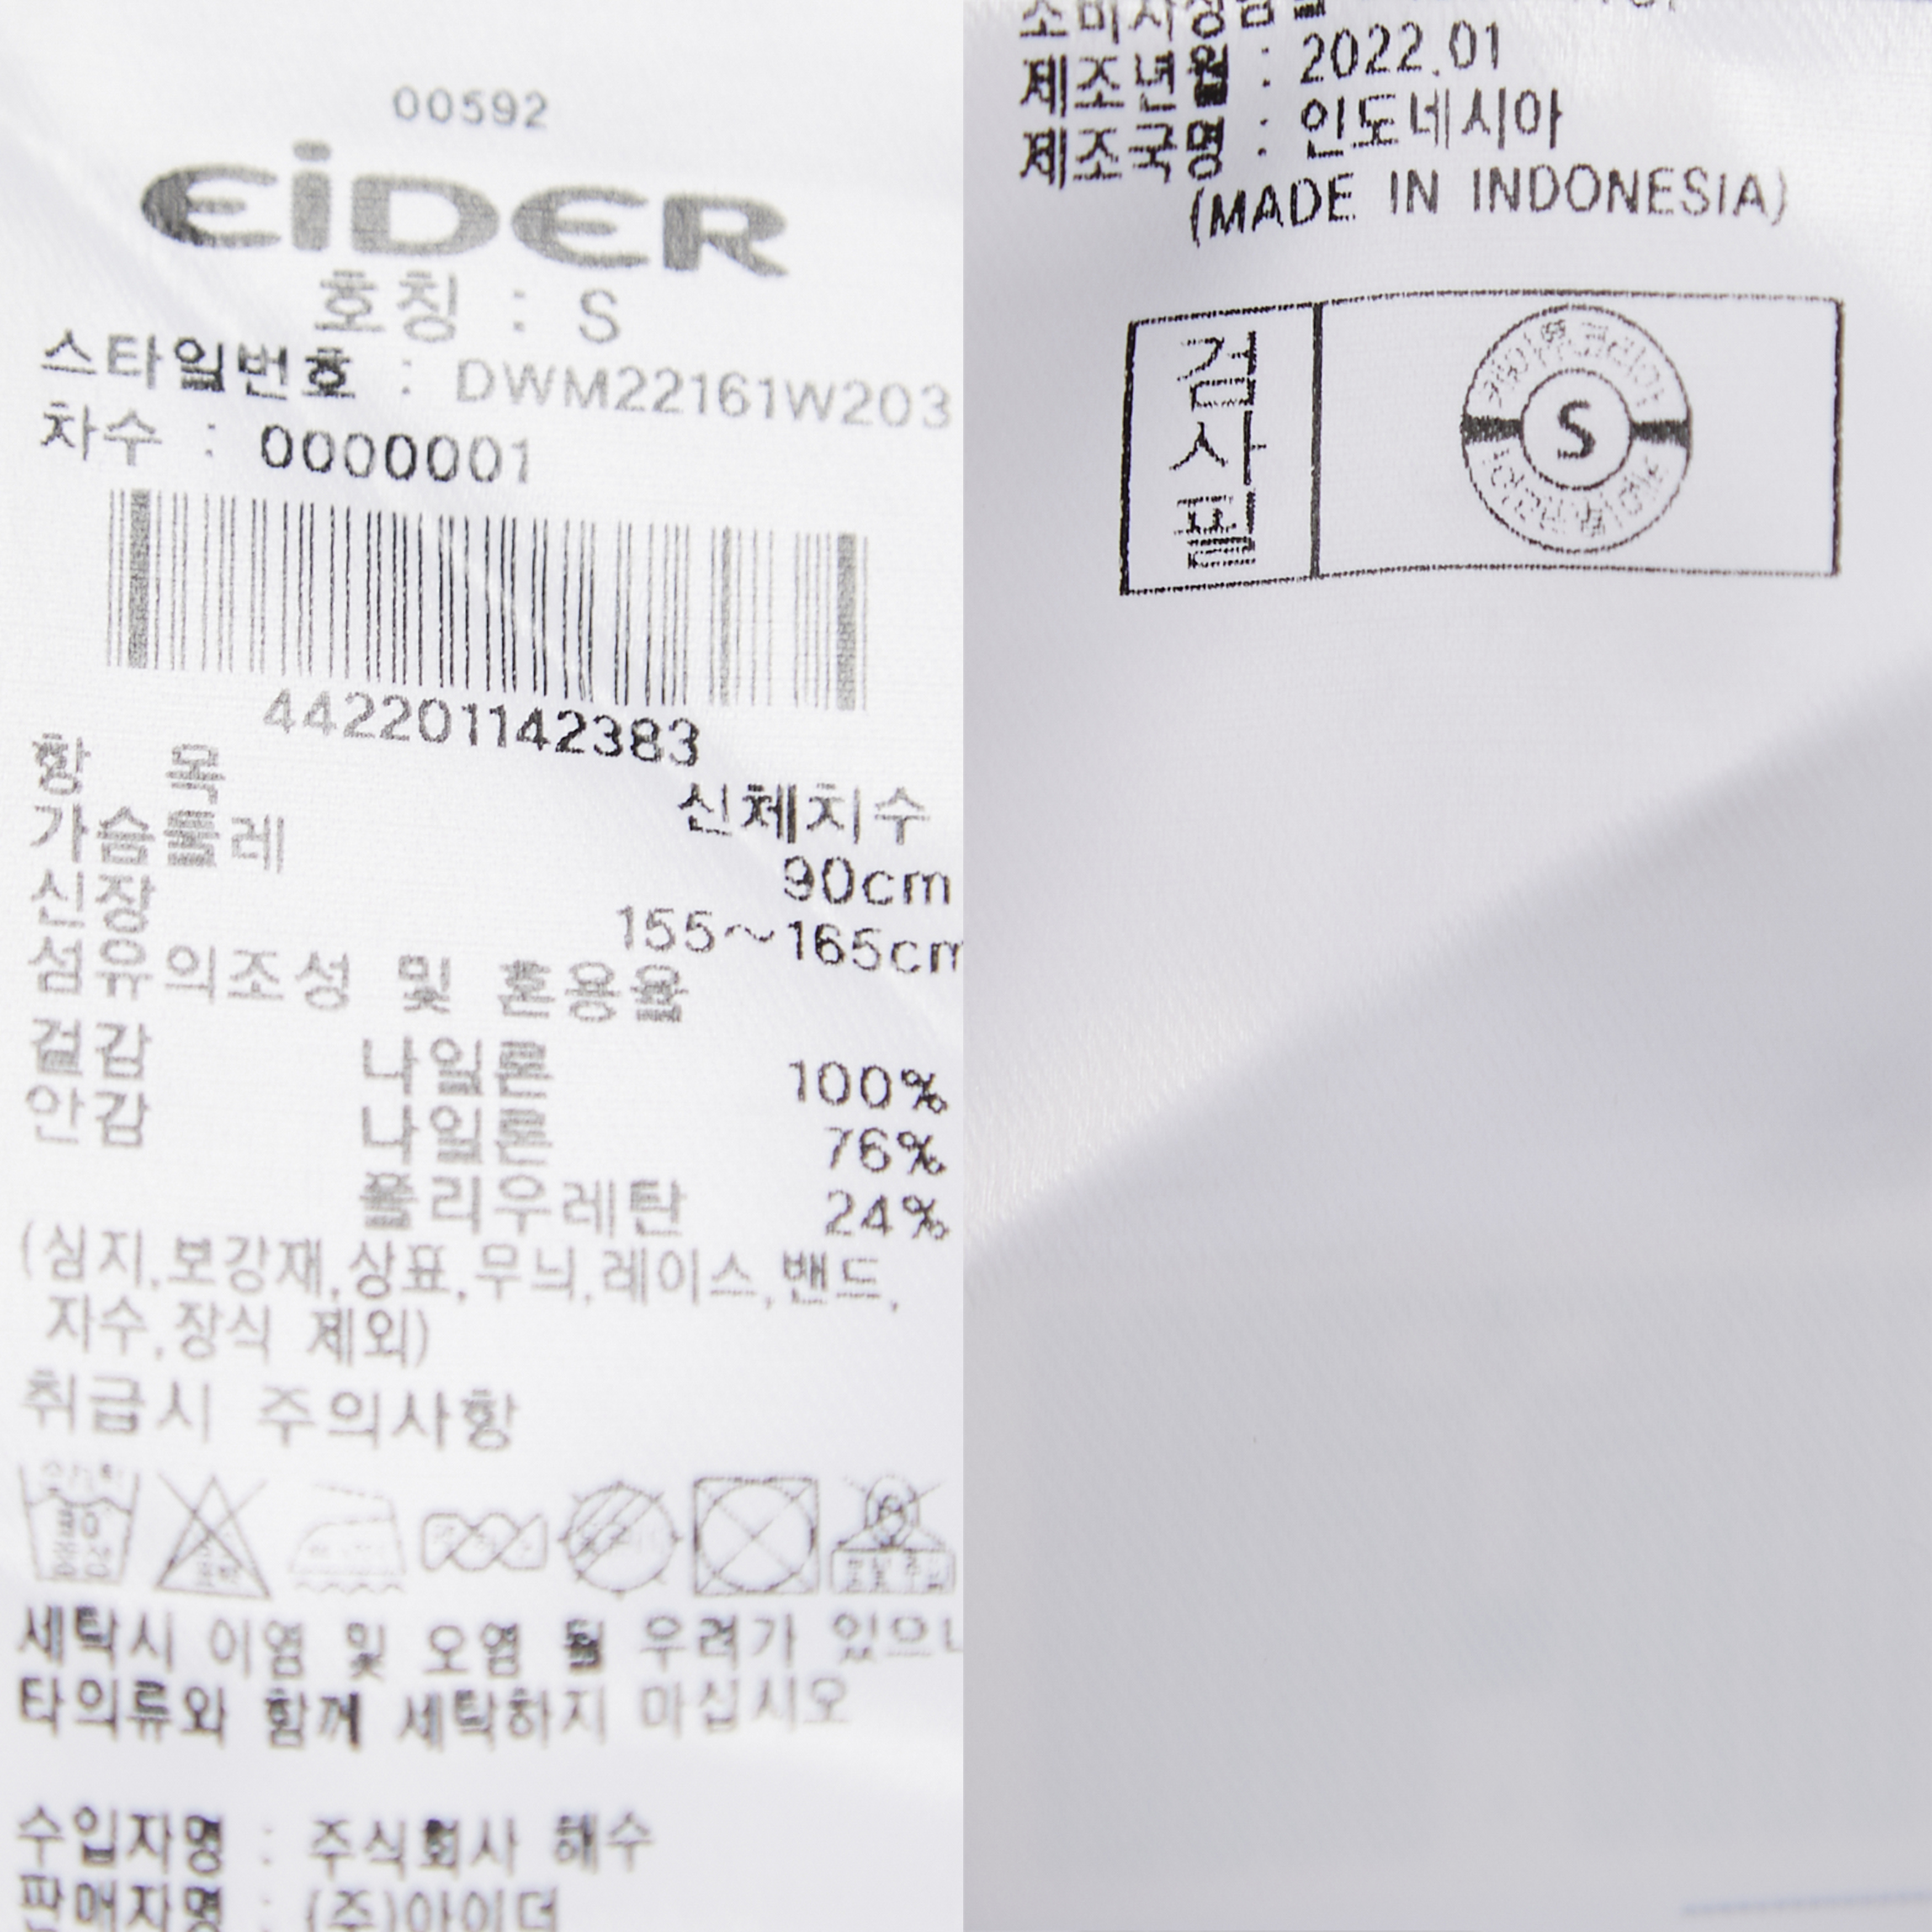 00592
EiDER
호칭 : S
스타일번호 : DWM22161W203
차수 : 0000001
442201142383
항 목
신체치수
가슴둘레 90cm
신장 155~165cm
섬유의조성 및 혼용율
겉감 나일론 100%
안감 나일론 76%
폴리우레탄 24%
(심지,보강재,상표,무늬,레이스,밴드,
자수,장식 제외)
취급시 주의사항
세탁시 이염 및 오염 될 우려가 있으니
타의류와 함께 세탁하지 마십시오
수입자명 : 주식회사 해수
판매자명 : (주)아이더
제조년월 : 2022.01
제조국명 : 인도네시아
(MADE IN INDONESIA)
검사필
S